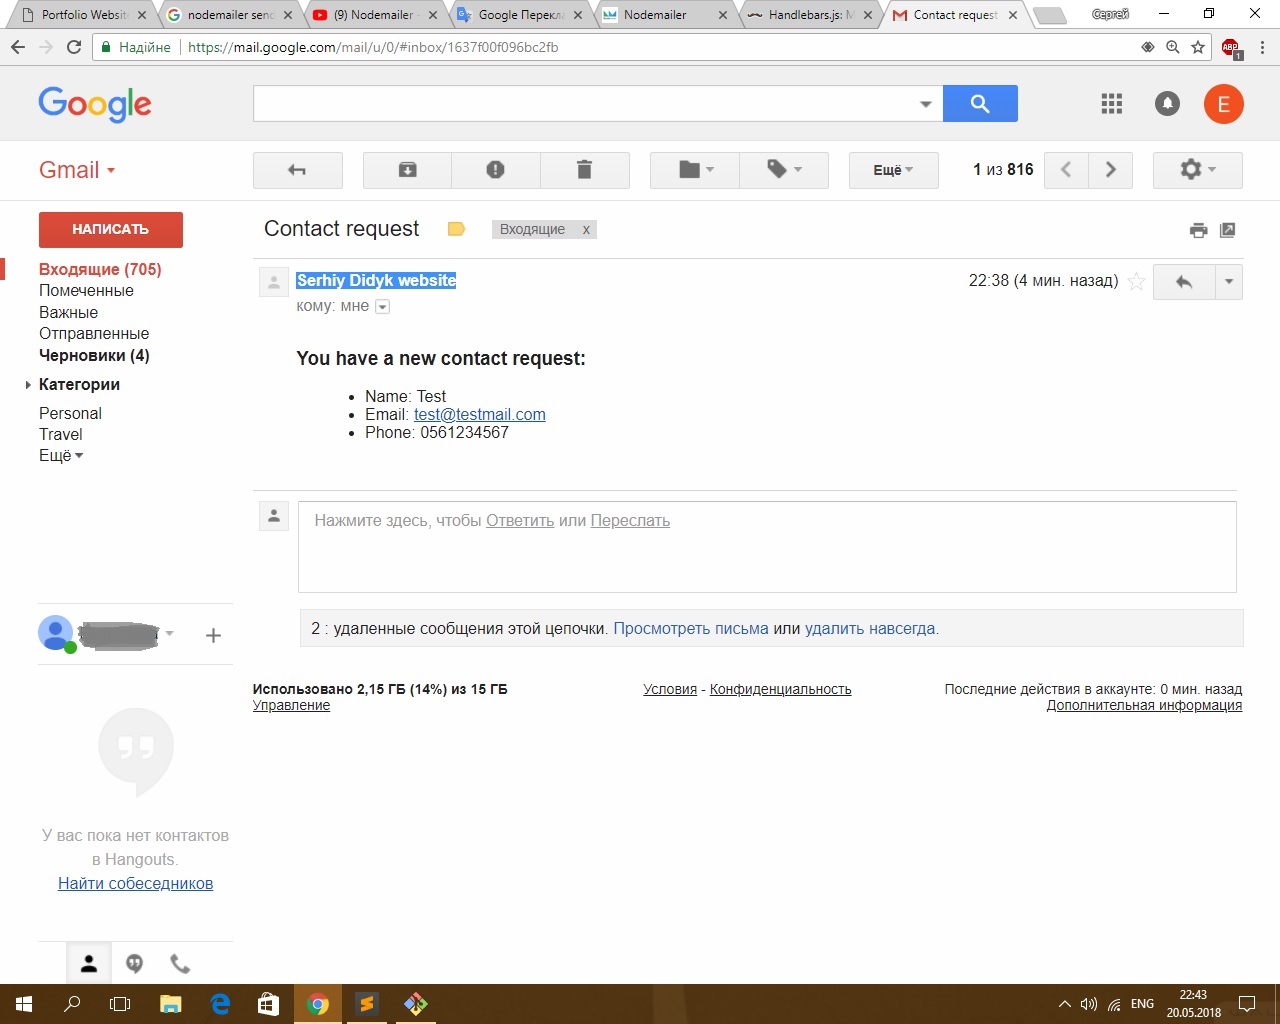 Portfolio Websit
nodemailer senc
(9) Nodemailer -
Google Перекла
Nodemailer
Handlebars.js: M
Contact request
Сергей
Надійне
https://mail.google.com/mail/u/0/#inbox/1637f00f096bc2fb
ABP
1
Google
E
Gmail
Ещё
1 из 816
НАПИСАТЬ
Contact request
Входящие x
Входящие (705)
Помеченные
Важные
Отправленные
Черновики (4)
Категории
Personal
Travel
Ещё
Serhiy Didyk website
22:38 (4 мин. назад)
кому: мне
You have a new contact request:
Name: Test
Email: test@testmail.com
Phone: 0561234567
Нажмите здесь, чтобы Ответить или Переслать
2 : удаленные сообщения этой цепочки. Просмотреть письма или удалить навсегда.
Использовано 2,15 ГБ (14%) из 15 ГБ
Управление
Условия - Конфиденциальность
Последние действия в аккаунте: 0 мин. назад
Дополнительная информация
У вас пока нет контактов
в Hangouts.
Найти собеседников
ENG
22:43
20.05.2018